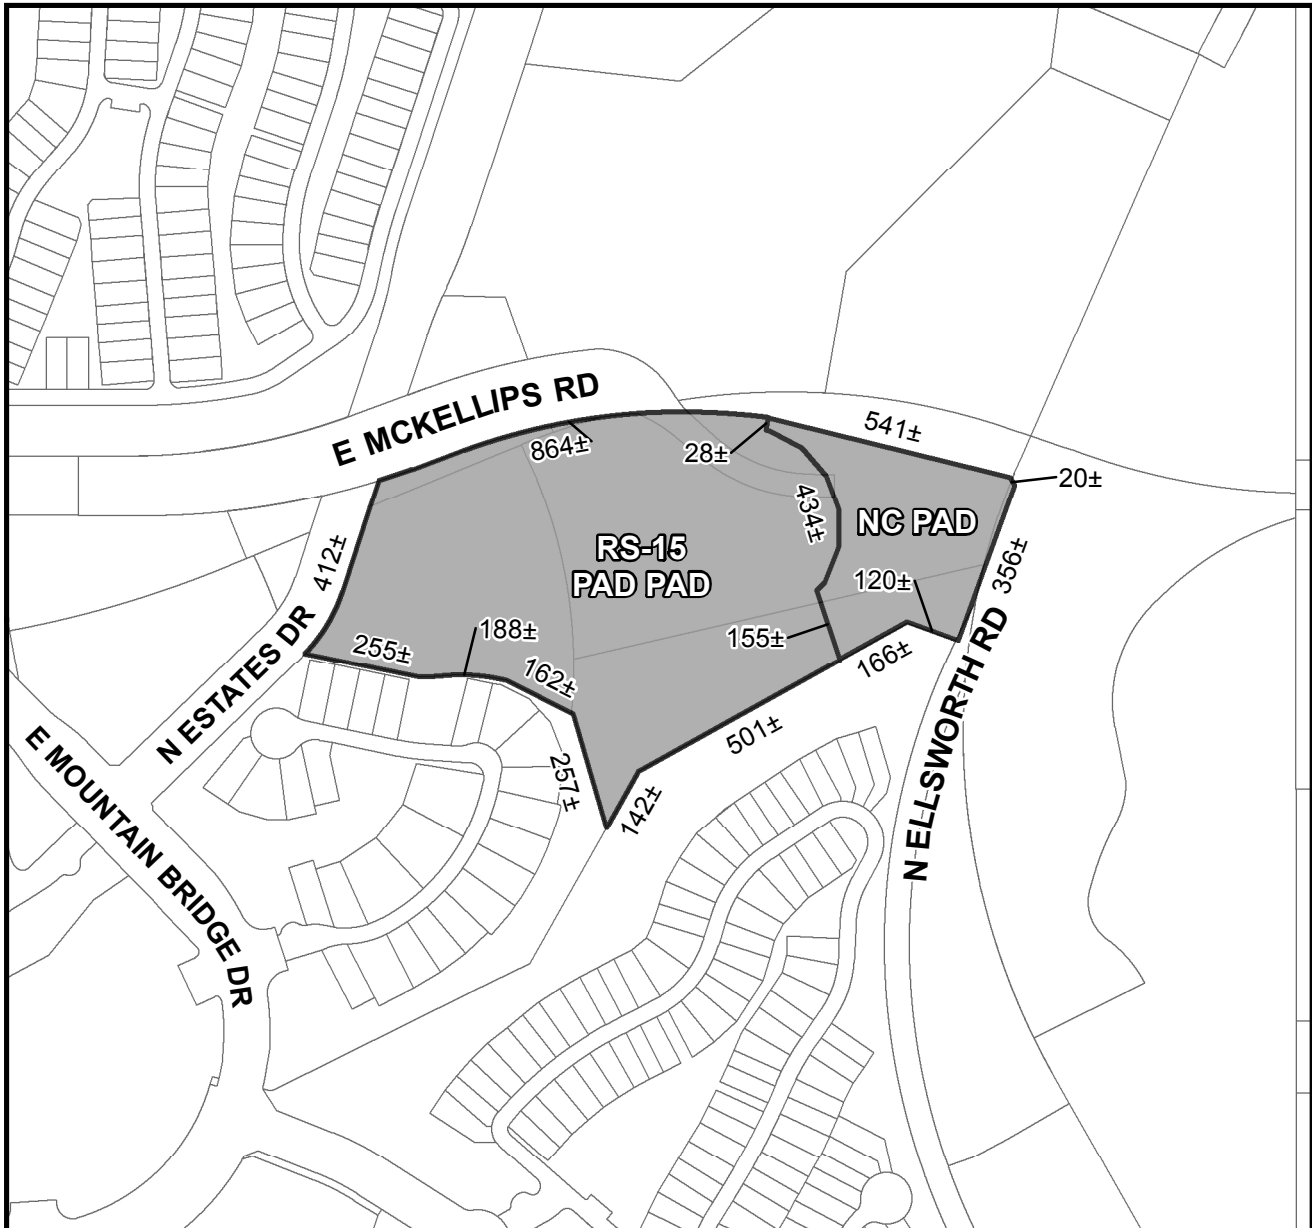 E MCKELLIPS RD
541±
864±
28±
20±
434±
NC PAD
RS-15
PAD PAD
412±
356±
120±
188±
155±
255±
166±
162±
N ESTATES DR
501±
257±
142±
N ELLSWORTH RD
E MOUNTAIN BRIDGE DR